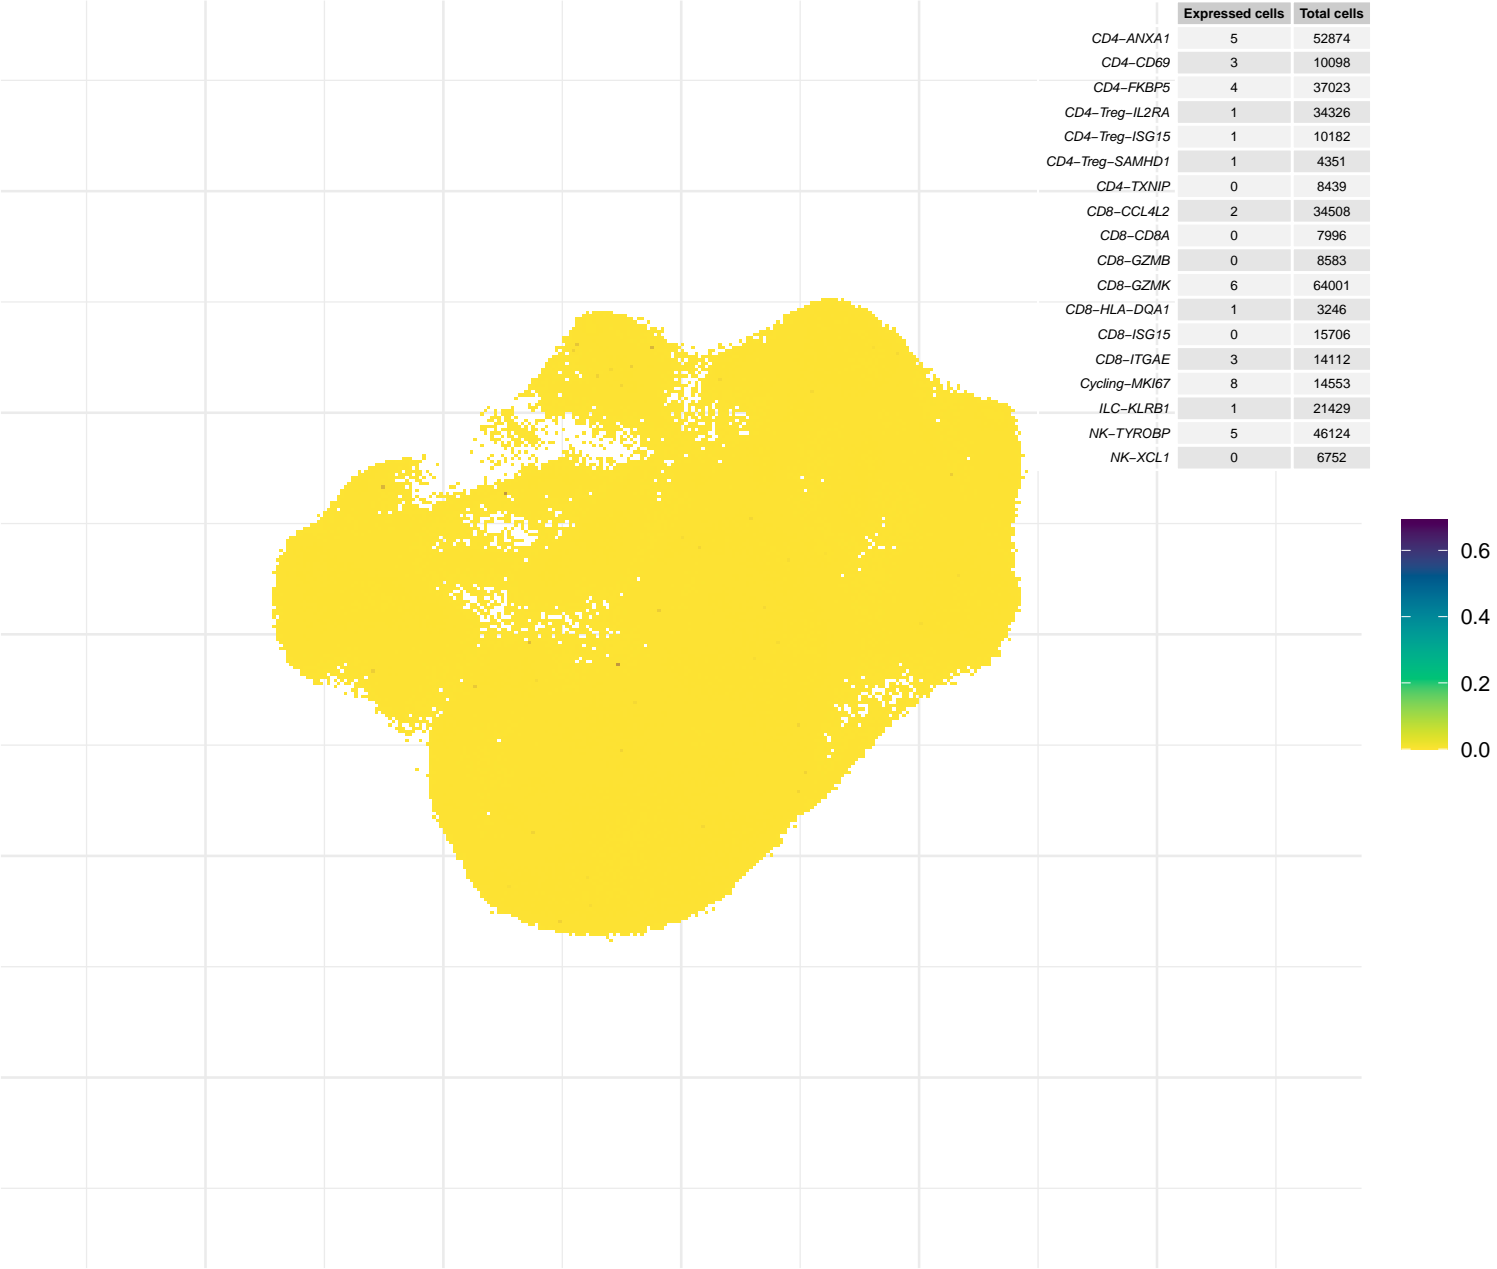 Expressed cells Total cells
CD4−ANXA1 5 52874
CD4−CD69 3 10098
CD4−FKBP5 4 37023
CD4−Treg−IL2RA 1 34326
CD4−Treg−ISG15 1 10182
CD4−Treg−SAMHD1 1 4351
CD4−TXNIP 0 8439
CD8−CCL4L2 2 34508
CD8−CD8A 0 7996
CD8−GZMB 0 8583
CD8−GZMK 6 64001
CD8−HLA−DQA1 1 3246
CD8−ISG15 0 15706
CD8−ITGAE 3 14112
Cycling−MKI67 8 14553
ILC−KLRB1 1 21429
NK−TYROBP 5 46124
NK−XCL1 0 6752
0.6
0.4
0.2
0.0